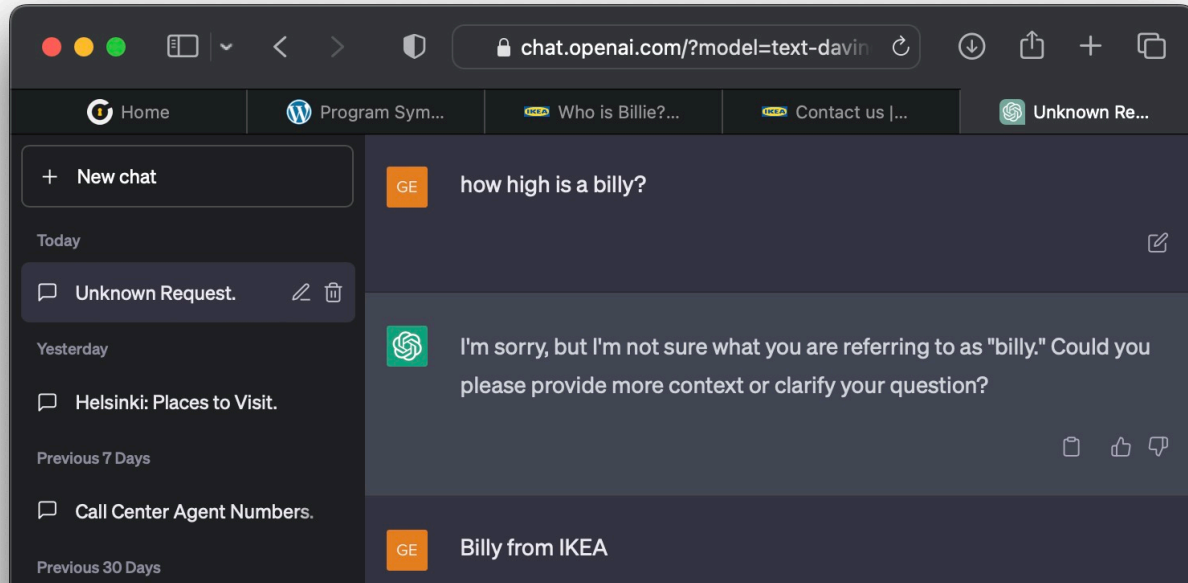 chat.openai.com/?model=text-davin
Home
Program Sym...
IKEA
Who is Billie?...
IKEA
Contact us |...
Unknown Re...
+ New chat
Today
Unknown Request.
Yesterday
Helsinki: Places to Visit.
Previous 7 Days
Call Center Agent Numbers.
Previous 30 Days
GE
how high is a billy?
I'm sorry, but I'm not sure what you are referring to as "billy." Could you
please provide more context or clarify your question?
GE
Billy from IKEA